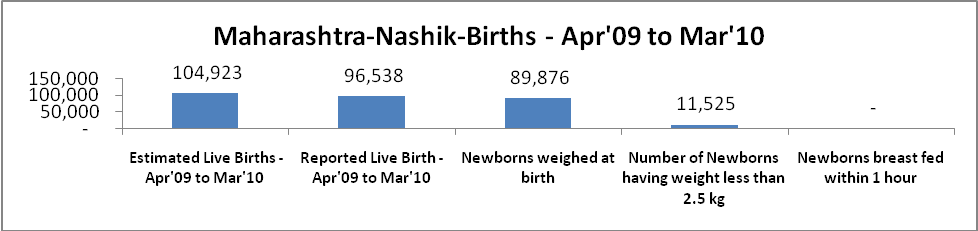 Maharashtra-Nashik-Births - Apr'09 to Mar'10
104,923
96,538
89,876
11,525
-
150,000
100,000
50,000
-
Estimated Live Births -
Apr'09 to Mar'10
Reported Live Birth -
Apr'09 to Mar'10
Newborns weighed at
birth
Number of Newborns
having weight less than
2.5 kg
Newborns breast fed
within 1 hour